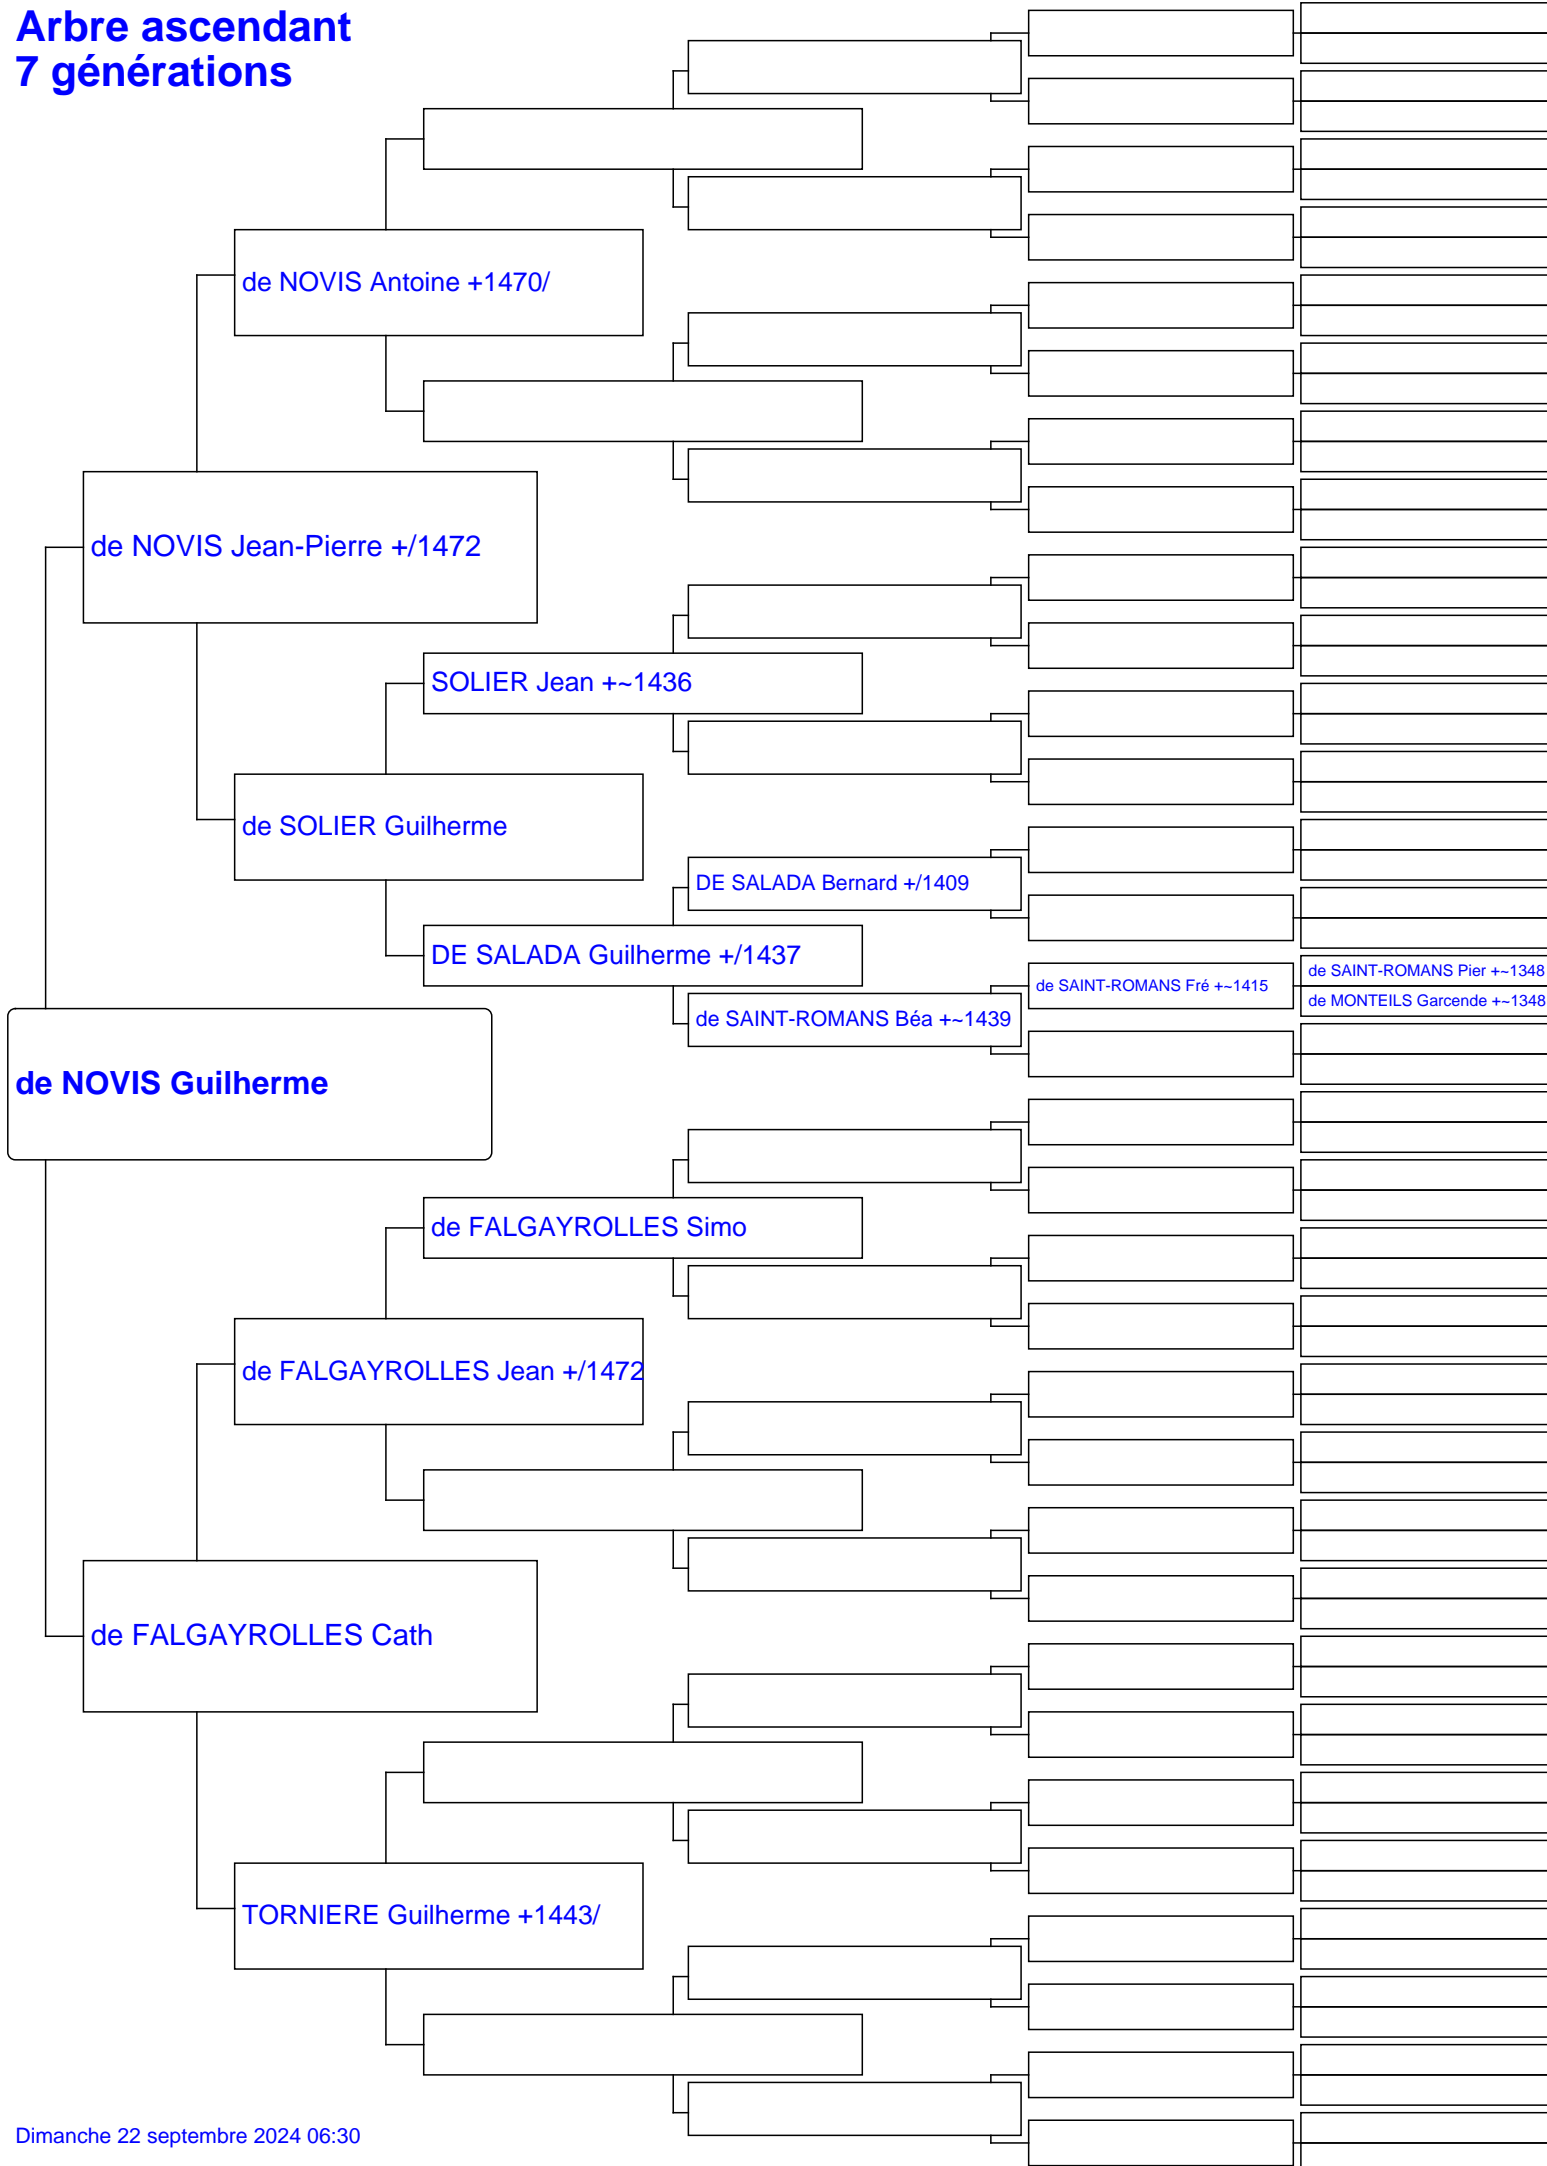 Arbre ascendant
7 générations
de NOVIS Antoine +1470/
de NOVIS Jean-Pierre +/1472
SOLIER Jean +~1436
de SOLIER Guilherme
DE SALADA Bernard +/1409
DE SALADA Guilherme +/1437
de SAINT-ROMANS Pier +~1348
de SAINT-ROMANS Fré +~1415
de MONTEILS Garcende +~1348
de SAINT-ROMANS Béa +~1439
de NOVIS Guilherme
de FALGAYROLLES Simo
de FALGAYROLLES Jean +/1472
de FALGAYROLLES Cath
TORNIERE Guilherme +1443/
Dimanche 22 septembre 2024 06:30